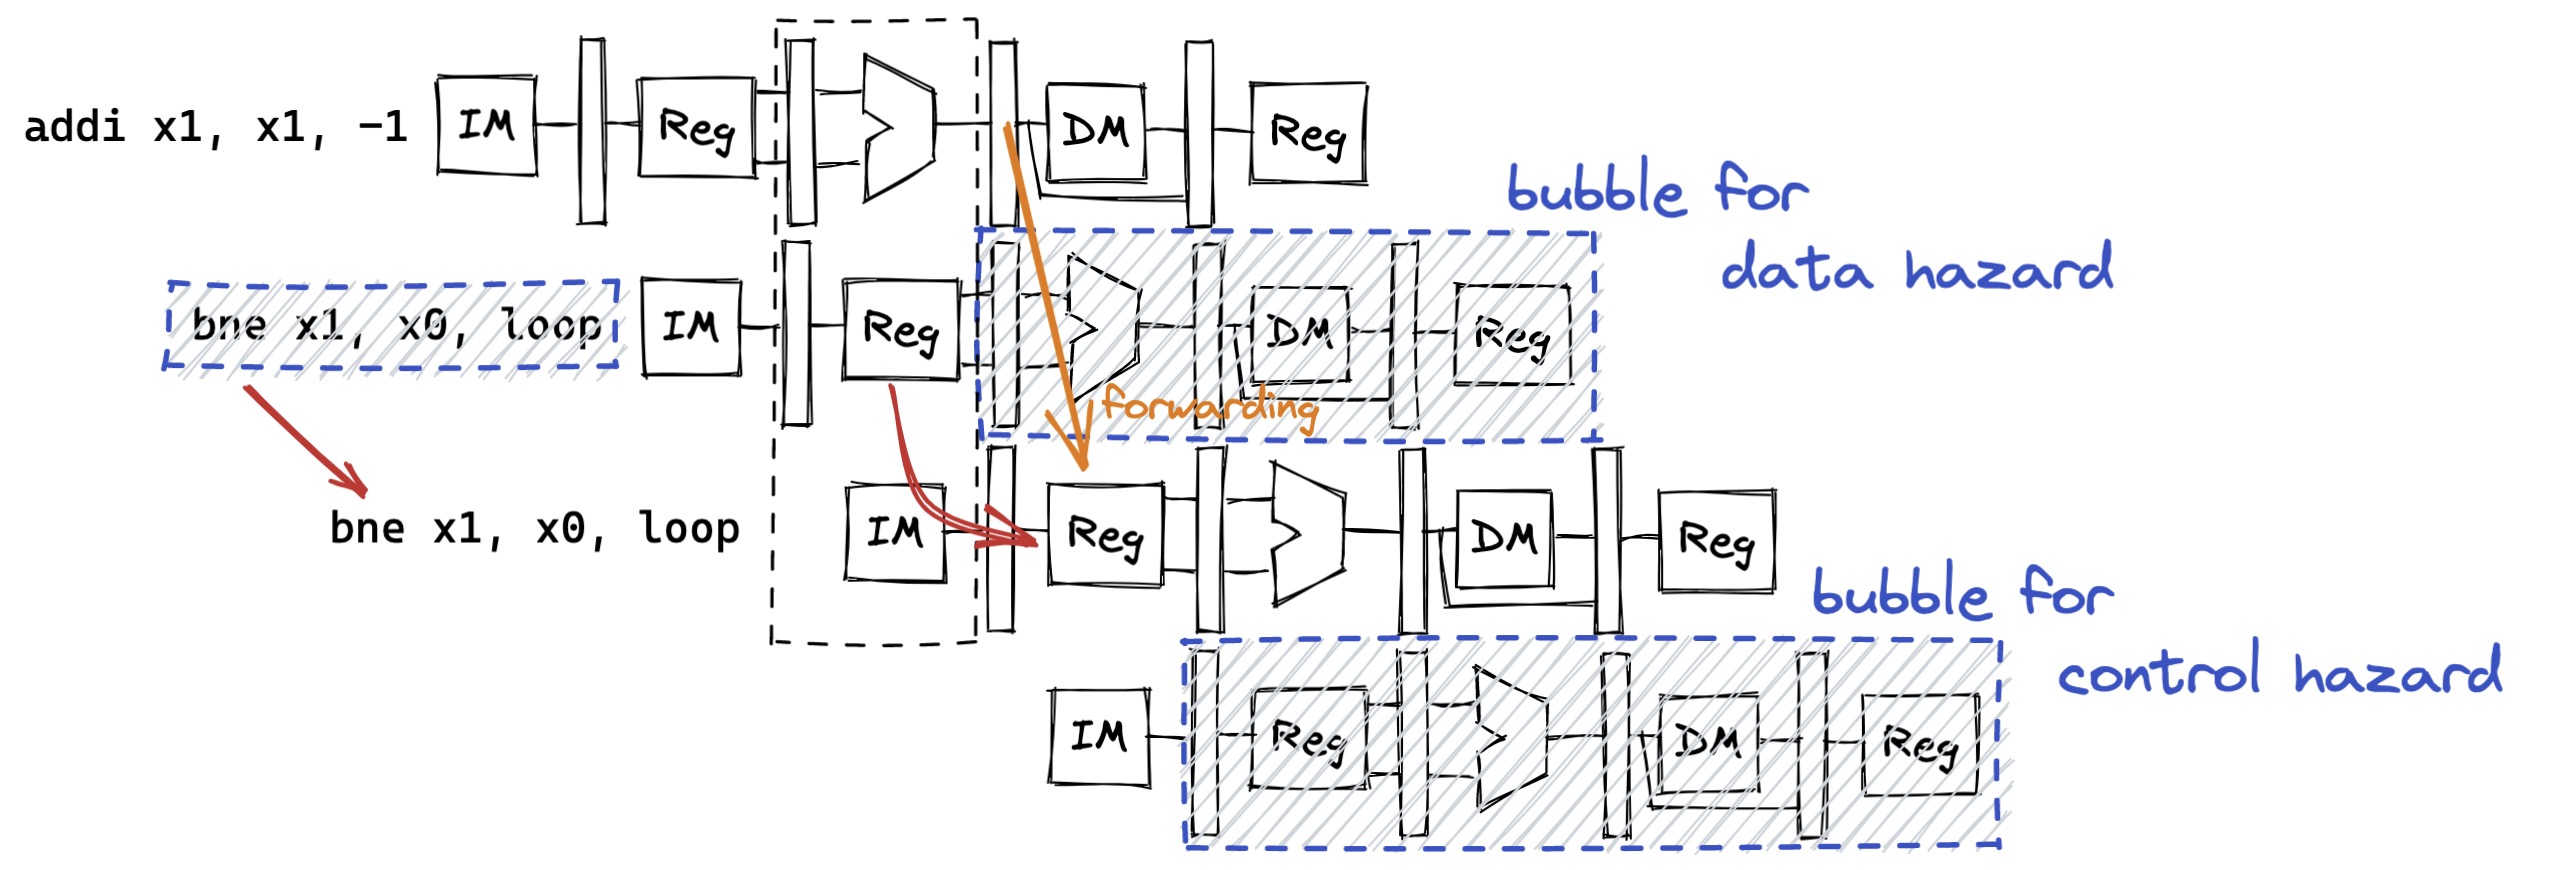 addi x1, x1, -1 IM Reg DM Reg
bubble for
data hazard
bne x1, x0, loop IM Reg DM Reg
forwarding
bne x1, x0, loop IM Reg DM Reg
bubble for
control hazard
IM Reg DM Reg